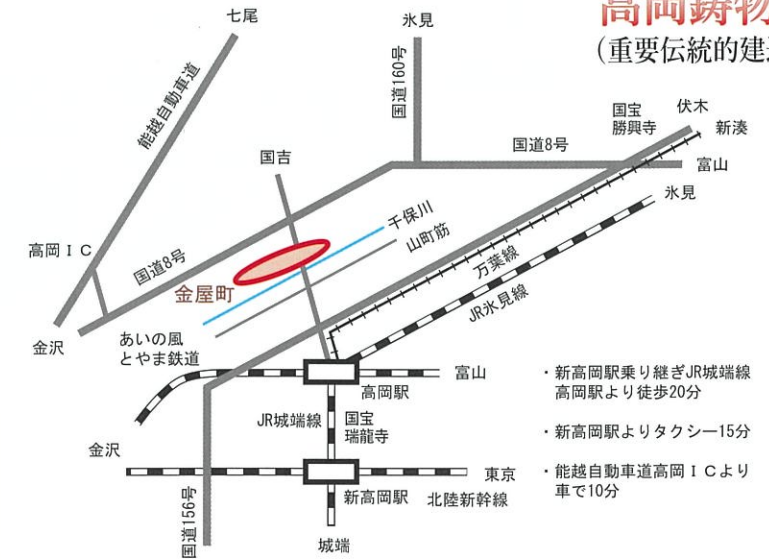 高岡鋳物
(重要伝統的建
七尾
氷見
能越自動車道
国道160号
国宝
勝興寺
伏木
新湊
国道8号
富山
国吉
氷見
千保川
山町筋
高岡ＩＣ
国道8号
万葉線
金屋町
JR氷見線
金沢
あいの風
とやま鉄道
富山
高岡駅
・新高岡駅乗り継ぎJR城端線
高岡駅より徒歩20分
JR城端線
国宝
瑞龍寺
・新高岡駅よりタクシー15分
金沢
東京
・能越自動車道高岡ＩＣより
車で10分
新高岡駅
北陸新幹線
国道156号
城端